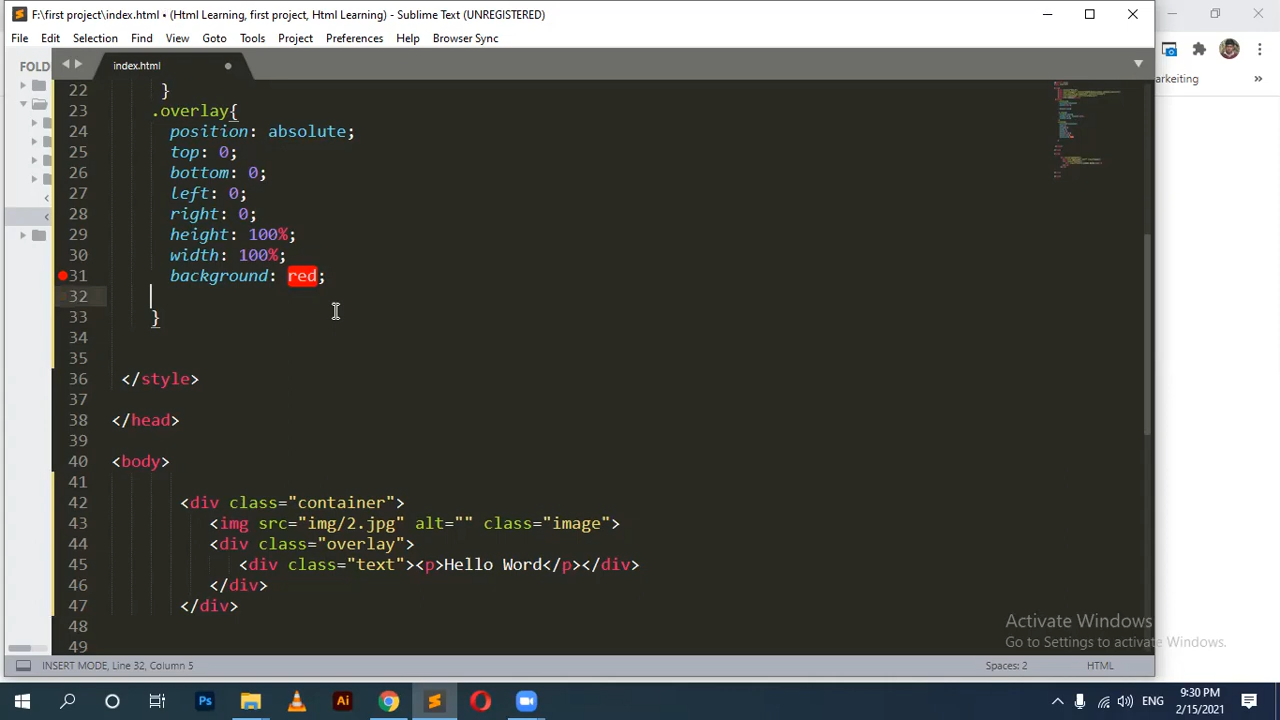 F:\first project\index.html • (Html Learning, first project, Html Learning) - Sublime Text (UNREGISTERED)
File Edit Selection Find View Goto Tools Project Preferences Help Browser Sync
FOLD
index.html
arkeiting
»
22 }
23 .overlay{
24 position: absolute;
25 top: 0;
26 bottom: 0;
27 left: 0;
28 right: 0;
29 height: 100%;
30 width: 100%;
31 background: red;
32
33 }
34
35
36 </style>
37
38 </head>
39
40 <body>
41
42 <div class="container">
43 <img src="img/2.jpg" alt="" class="image">
44 <div class="overlay">
45 <div class="text"><p>Hello Word</p></div>
46 </div>
47 </div>
48
49
Activate Windows
Go to Settings to activate Windows.
INSERT MODE, Line 32, Column 5
Spaces: 2
HTML
Ps
Ai
ENG
9:30 PM
2/15/2021